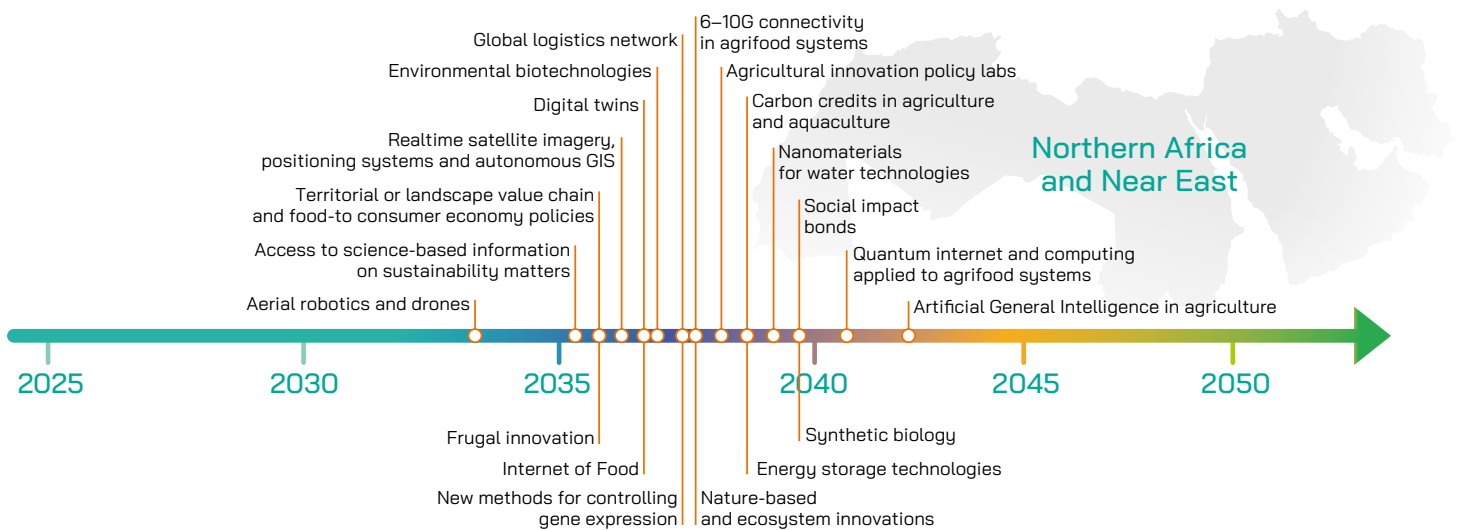 6–10G connectivity
in agrifood systems
Global logistics network
Environmental biotechnologies
Agricultural innovation policy labs
Digital twins
Carbon credits in agriculture
and aquaculture
Realtime satellite imagery,
positioning systems and autonomous GIS
Nanomaterials
for water technologies
Northern Africa
and Near East
Territorial or landscape value chain
and food-to consumer economy policies
Social impact
bonds
Access to science-based information
on sustainability matters
Quantum internet and computing
applied to agrifood systems
Aerial robotics and drones
Artificial General Intelligence in agriculture
2025
2030
2035
2040
2045
2050
Frugal innovation
Synthetic biology
Internet of Food
Energy storage technologies
New methods for controlling
gene expression
Nature-based
and ecosystem innovations